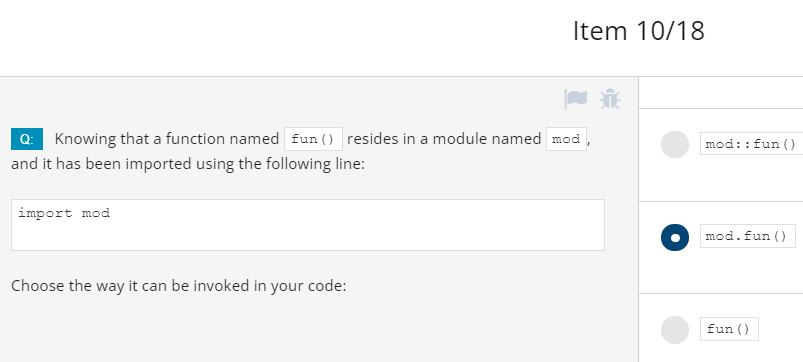 Item 10/18
Q: Knowing that a function named fun() resides in a module named mod,
and it has been imported using the following line:
import mod
Choose the way it can be invoked in your code:
mod::fun()
mod.fun()
fun()